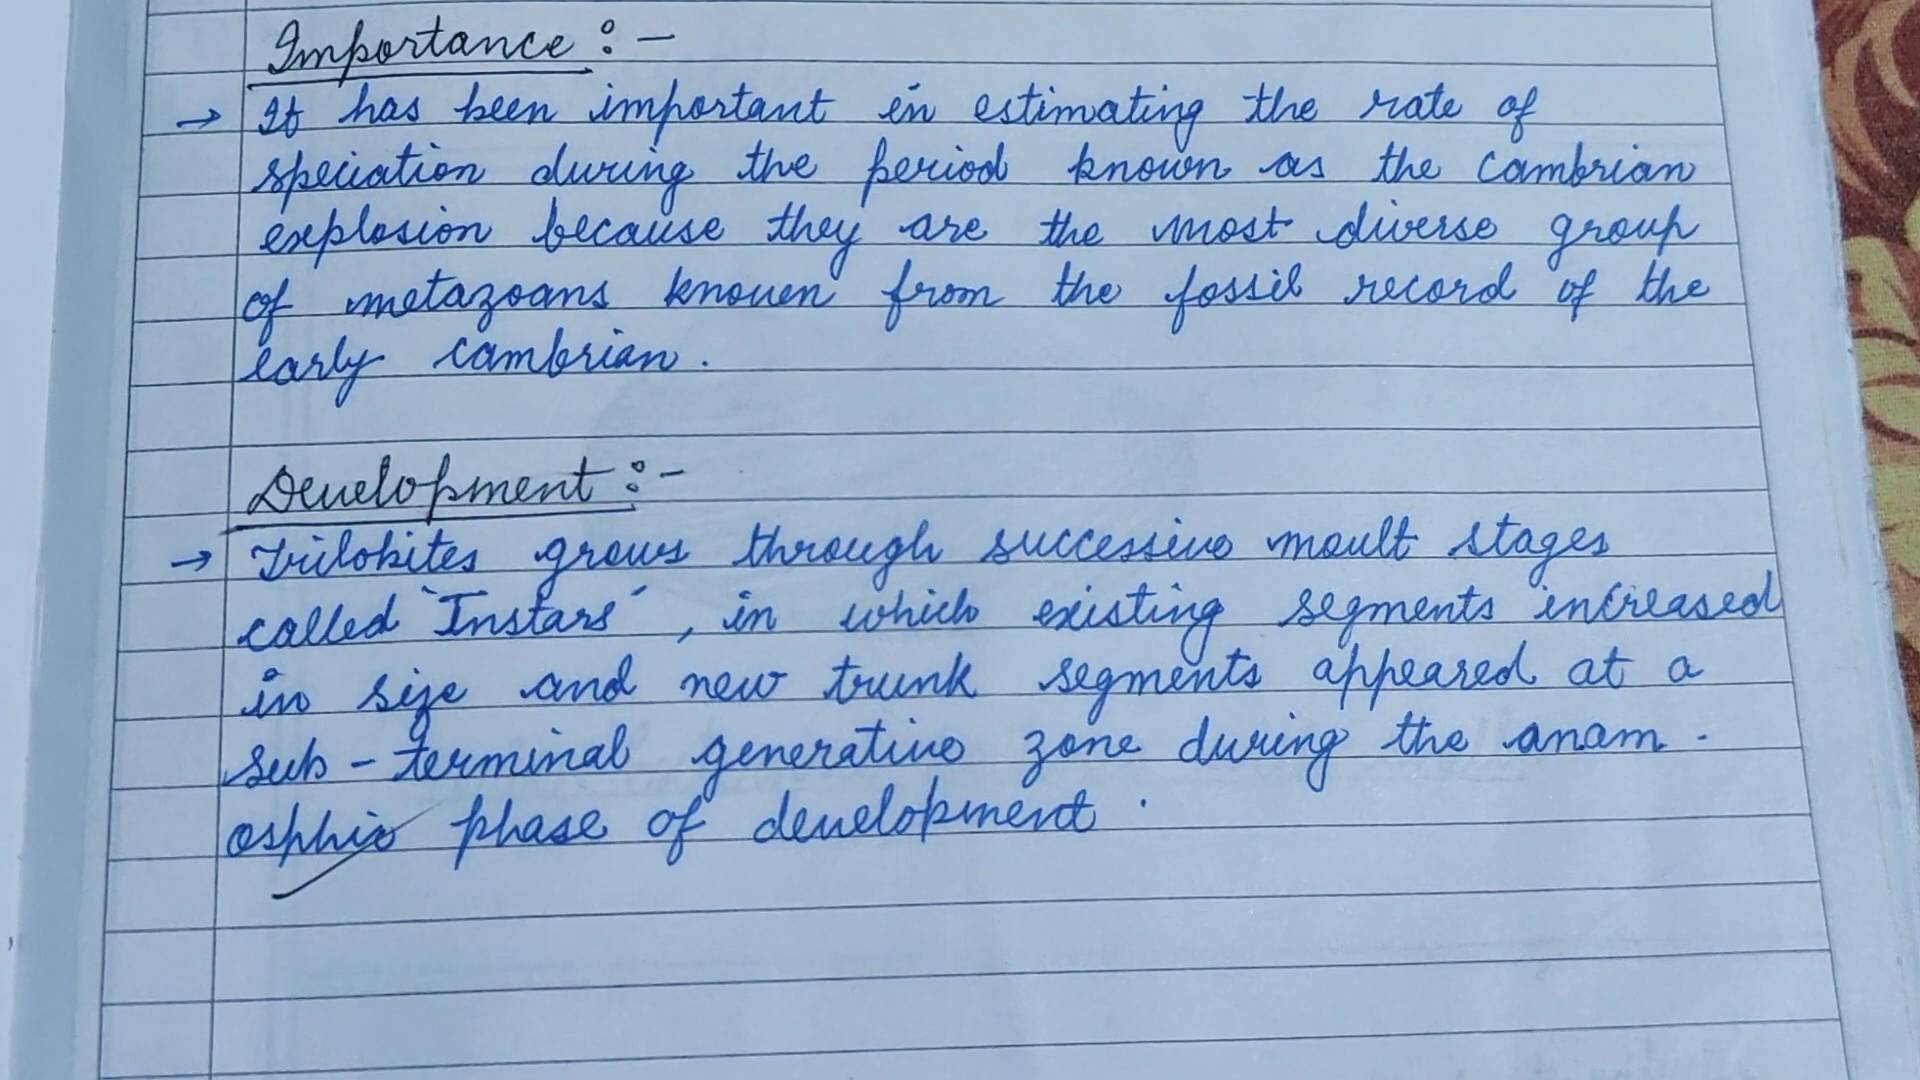 Importance :-
→ It has been important in estimating the rate of
speciation during the period known as the cambrian
explosion because they are the most diverse group
of metazoans known from the fossil record of the
early cambrian.
Development :-
→ Trilobites grows through successive moult stages
called "Instars", in which existing segments increased
in size and new trunk segments appeared at a
sub-terminal generative zone during the anam-
osphic phase of development.